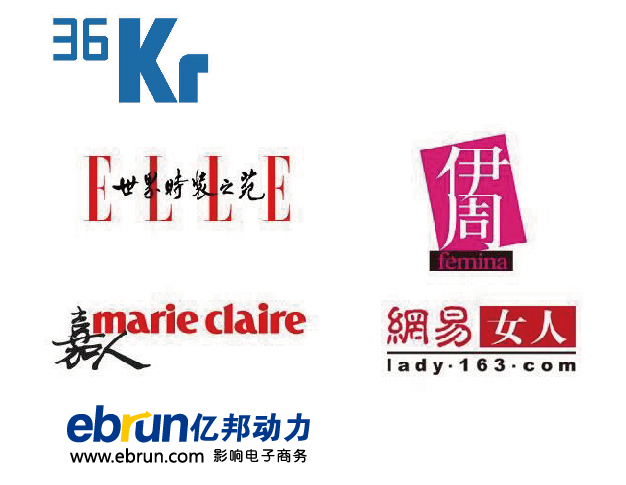 36Kr
ELLE
世界時裝之苑
伊周
femina
嘉人
marie claire
網易 女人
lady·163.com
ebrun亿邦动力
www.ebrun.com 影响电子商务